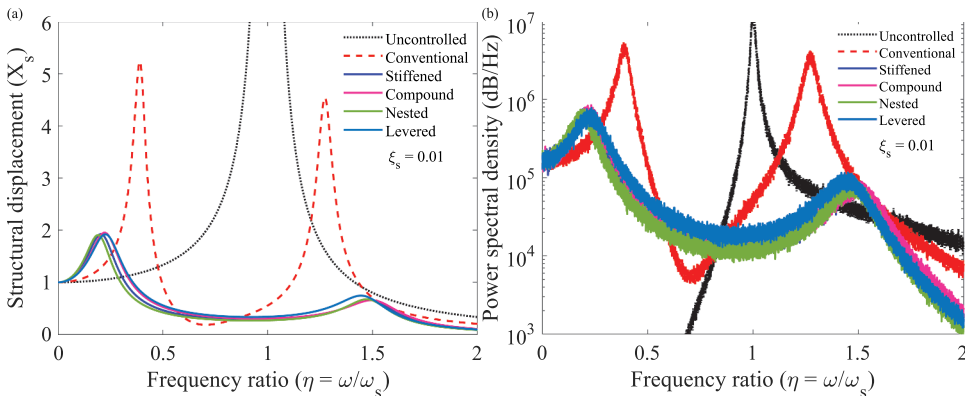 (a)
6
5
4
3
2
1
0
Structural displacement (Xs)
Uncontrolled
Conventional
Stiffened
Compound
Nested
Levered
ξs = 0.01
0 0.5 1 1.5 2
Frequency ratio (η = ω/ωs)
(b)
10^7
10^6
10^5
10^4
10^3
Power spectral density (dB/Hz)
Uncontrolled
Conventional
Stiffened
Compound
Nested
Levered
ξs = 0.01
0 0.5 1 1.5 2
Frequency ratio (η = ω/ωs)